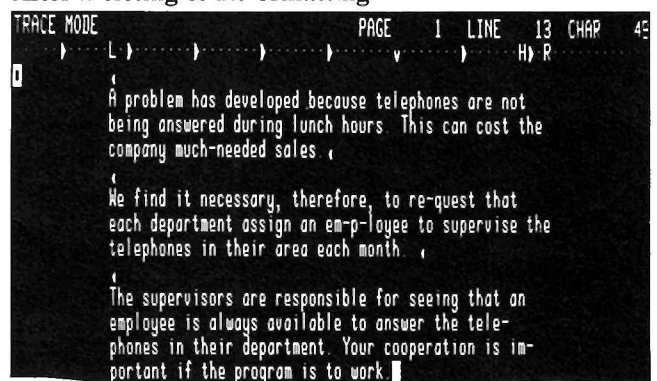 TRACE MODE PAGE 1 LINE 13 CHAR 45
L H R
A problem has developed because telephones are not
being answered during lunch hours. This can cost the
company much-needed sales.
We find it necessary, therefore, to re-quest that
each department assign an em-p-loyee to supervise the
telephones in their area each month.
The supervisors are responsible for seeing that an
employee is always available to answer the tele-
phones in their department. Your cooperation is im-
portant if the program is to work.